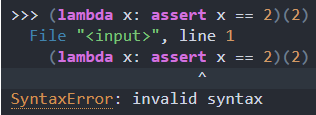 >>> (lambda x: assert x == 2)(2)
File "<input>", line 1
(lambda x: assert x == 2)(2)
^
SyntaxError: invalid syntax